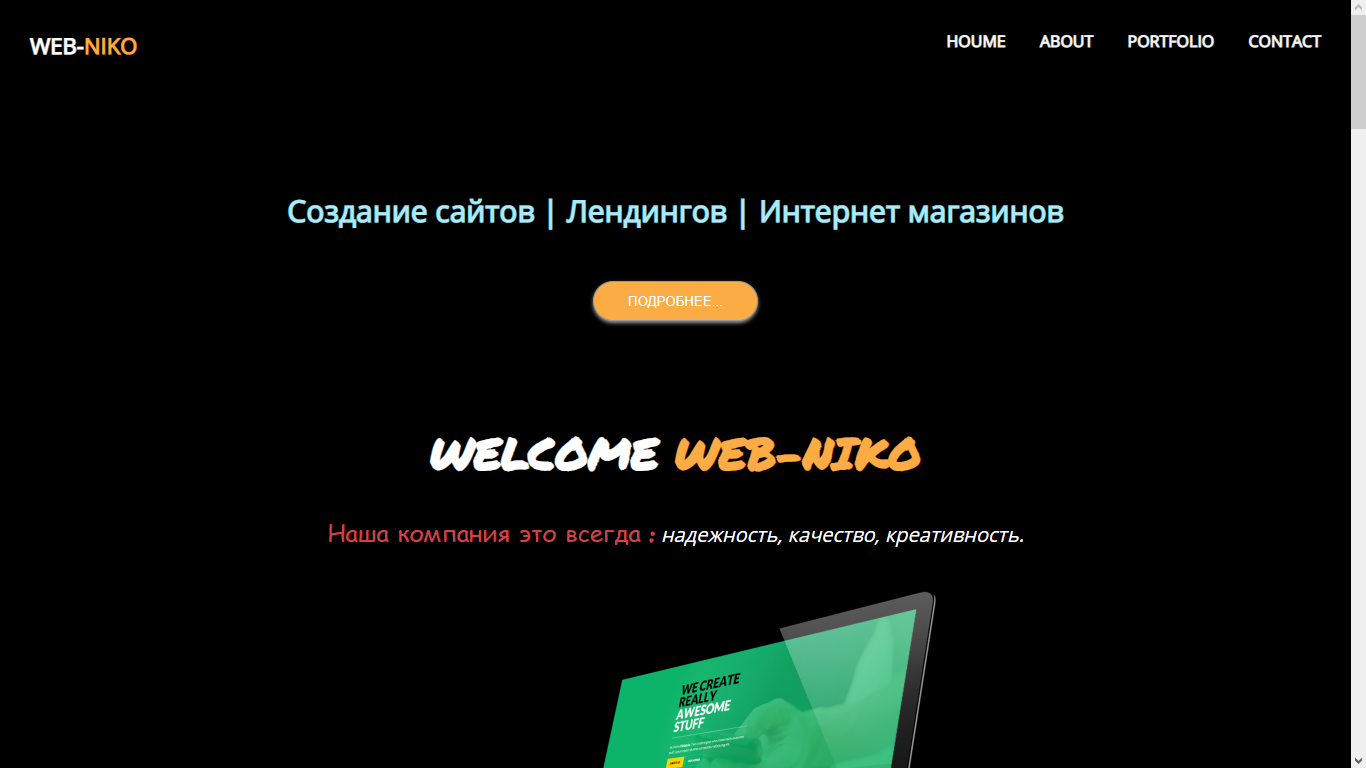 WEB-NIKO
HOUME ABOUT PORTFOLIO CONTACT
Создание сайтов | Лендингов | Интернет магазинов
ПОДРОБНЕЕ...
WELCOME WEB-NIKO
Наша компания это всегда : надежность, качество, креативность.
WE CREATE
REALLY
AWESOME
STUFF